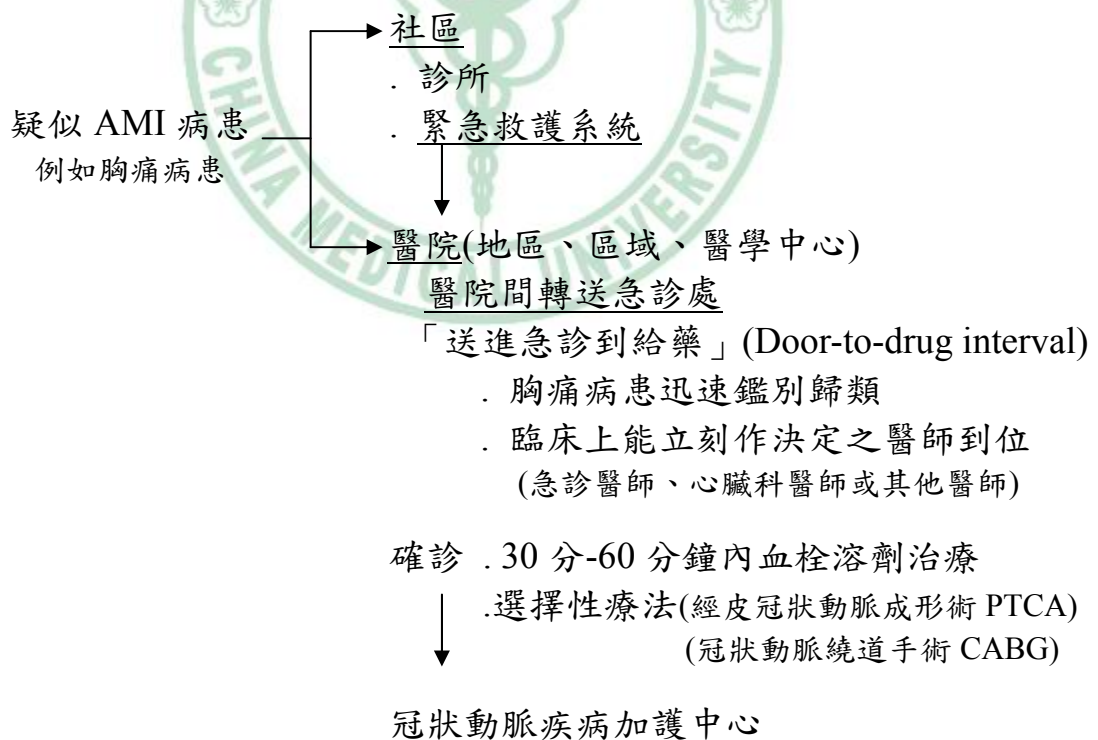 社區
. 診所
疑似 AMI 病患
. 緊急救護系統
例如胸痛病患
醫院(地區、區域、醫學中心)
醫院間轉送急診處
「送進急診到給藥」(Door-to-drug interval)
. 胸痛病患迅速鑑別歸類
. 臨床上能立刻作決定之醫師到位
(急診醫師、心臟科醫師或其他醫師)
確診 . 30 分-60 分鐘內血栓溶劑治療
.選擇性療法(經皮冠狀動脈成形術 PTCA)
(冠狀動脈繞道手術 CABG)
冠狀動脈疾病加護中心
CHINA MEDICAL UNIVERSITY